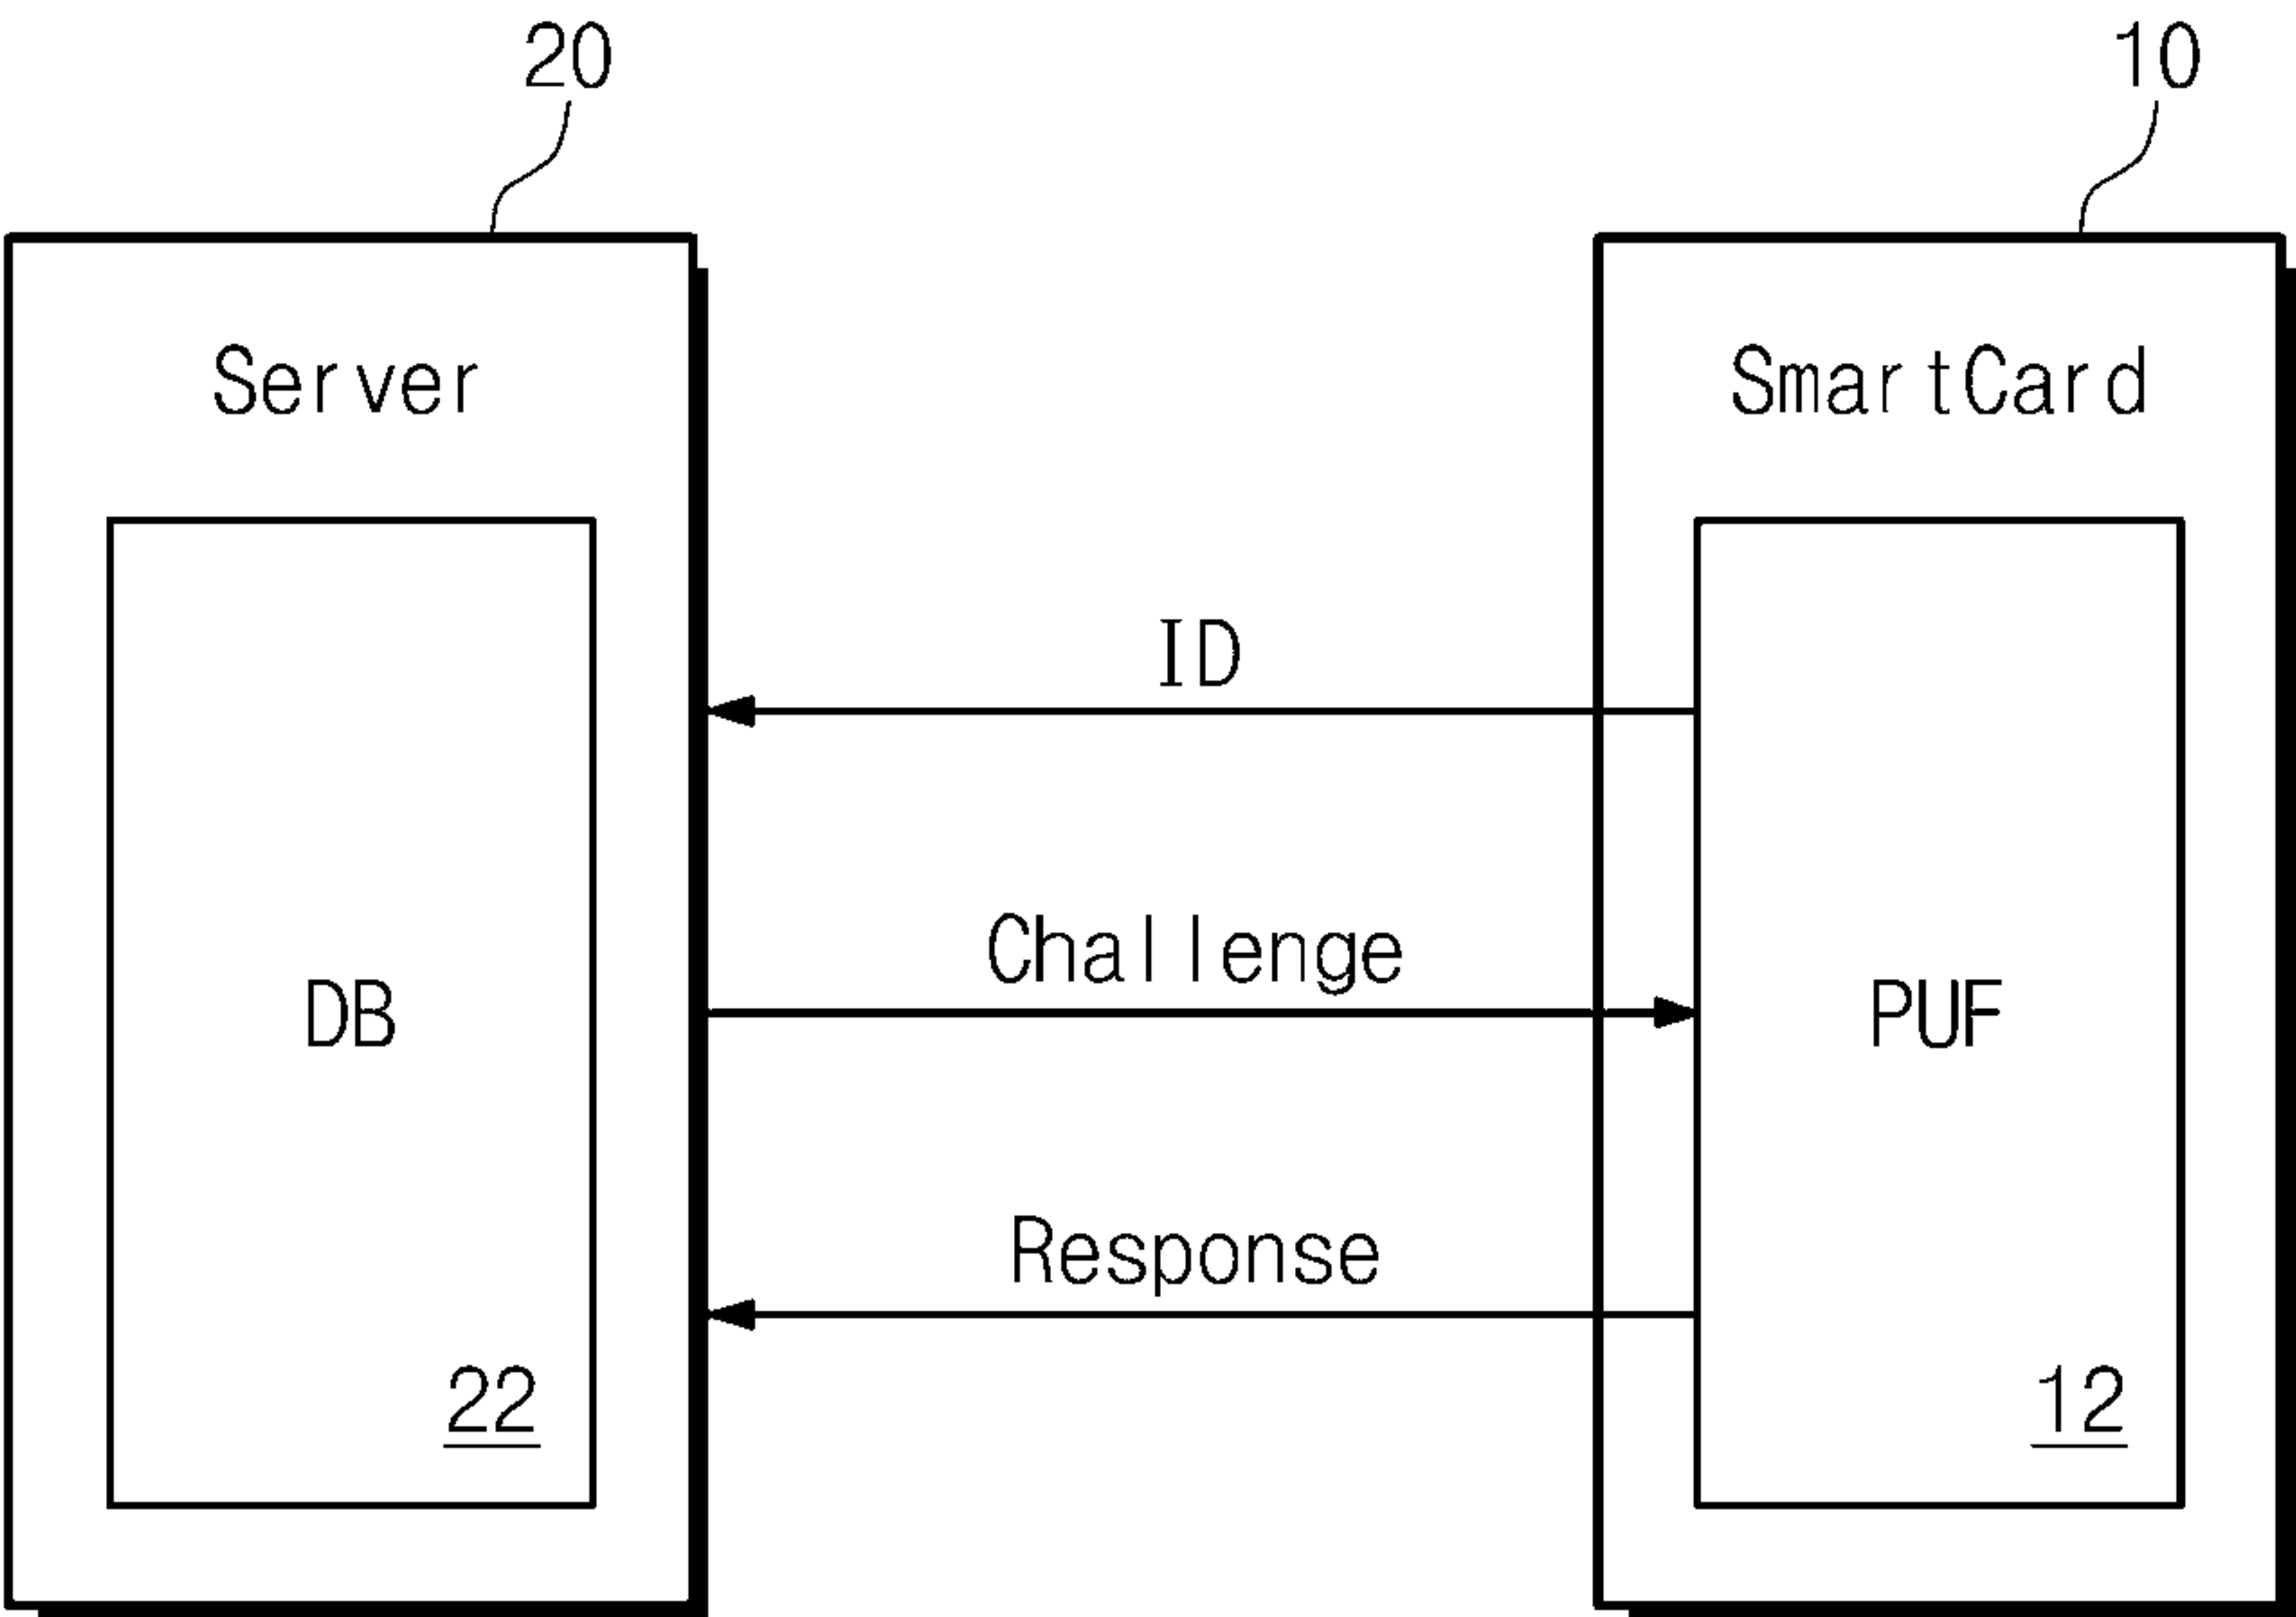 20
10
Server
SmartCard
ID
Challenge
DB
PUF
Response
22
12